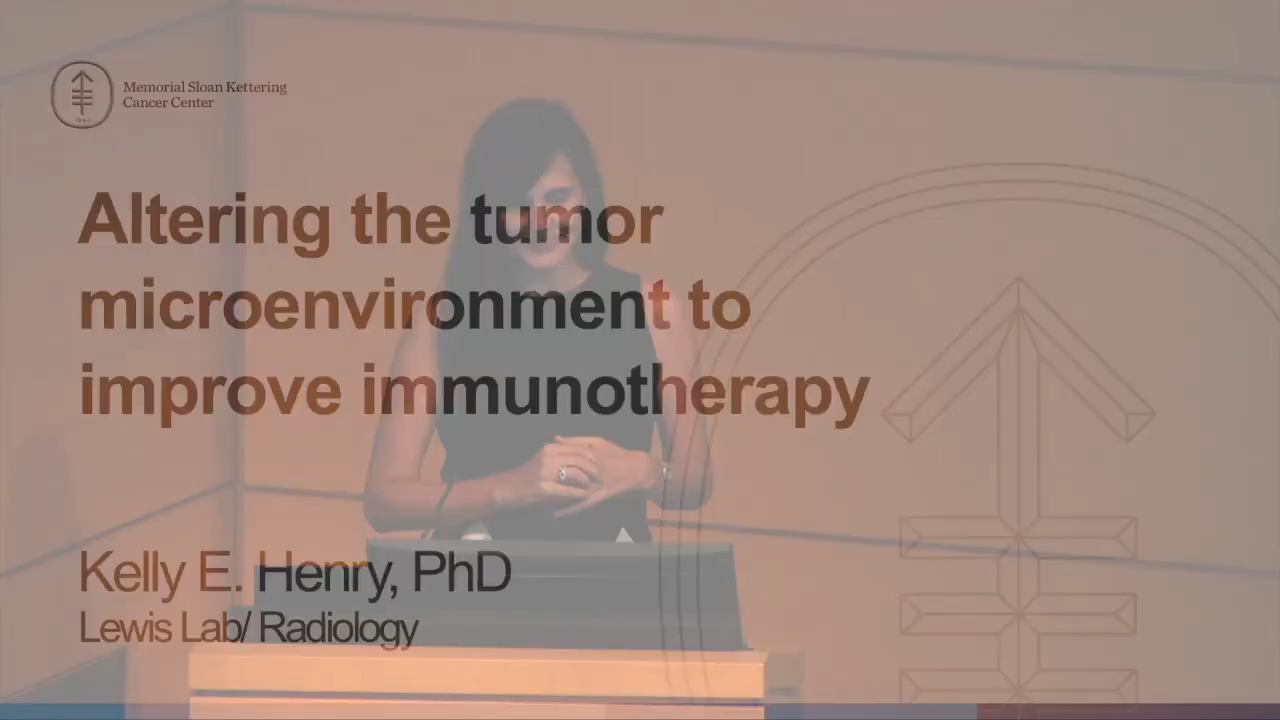 Memorial Sloan Kettering
Cancer Center
Altering the tumor
microenvironment to
improve immunotherapy
Kelly E. Henry, PhD
Lewis Lab/ Radiology